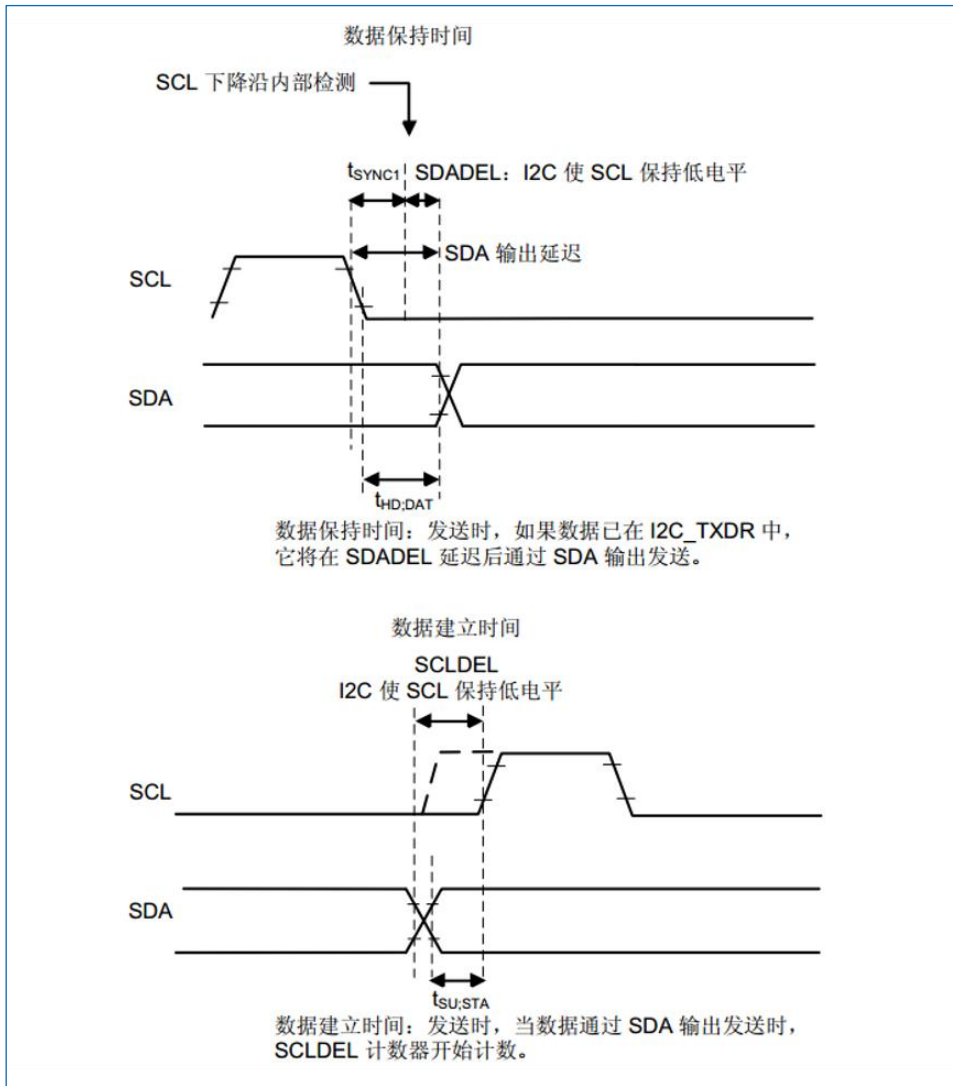 数据保持时间
SCL 下降沿内部检测
tSYNC1 SDADEL：I2C 使 SCL 保持低电平
SDA 输出延迟
SCL
SDA
tHD;DAT
数据保持时间：发送时，如果数据已在 I2C_TXDR 中，
它将在 SDADEL 延迟后通过 SDA 输出发送。
数据建立时间
SCLDEL
I2C 使 SCL 保持低电平
SCL
SDA
tSU;STA
数据建立时间：发送时，当数据通过 SDA 输出发送时，
SCLDEL 计数器开始计数。